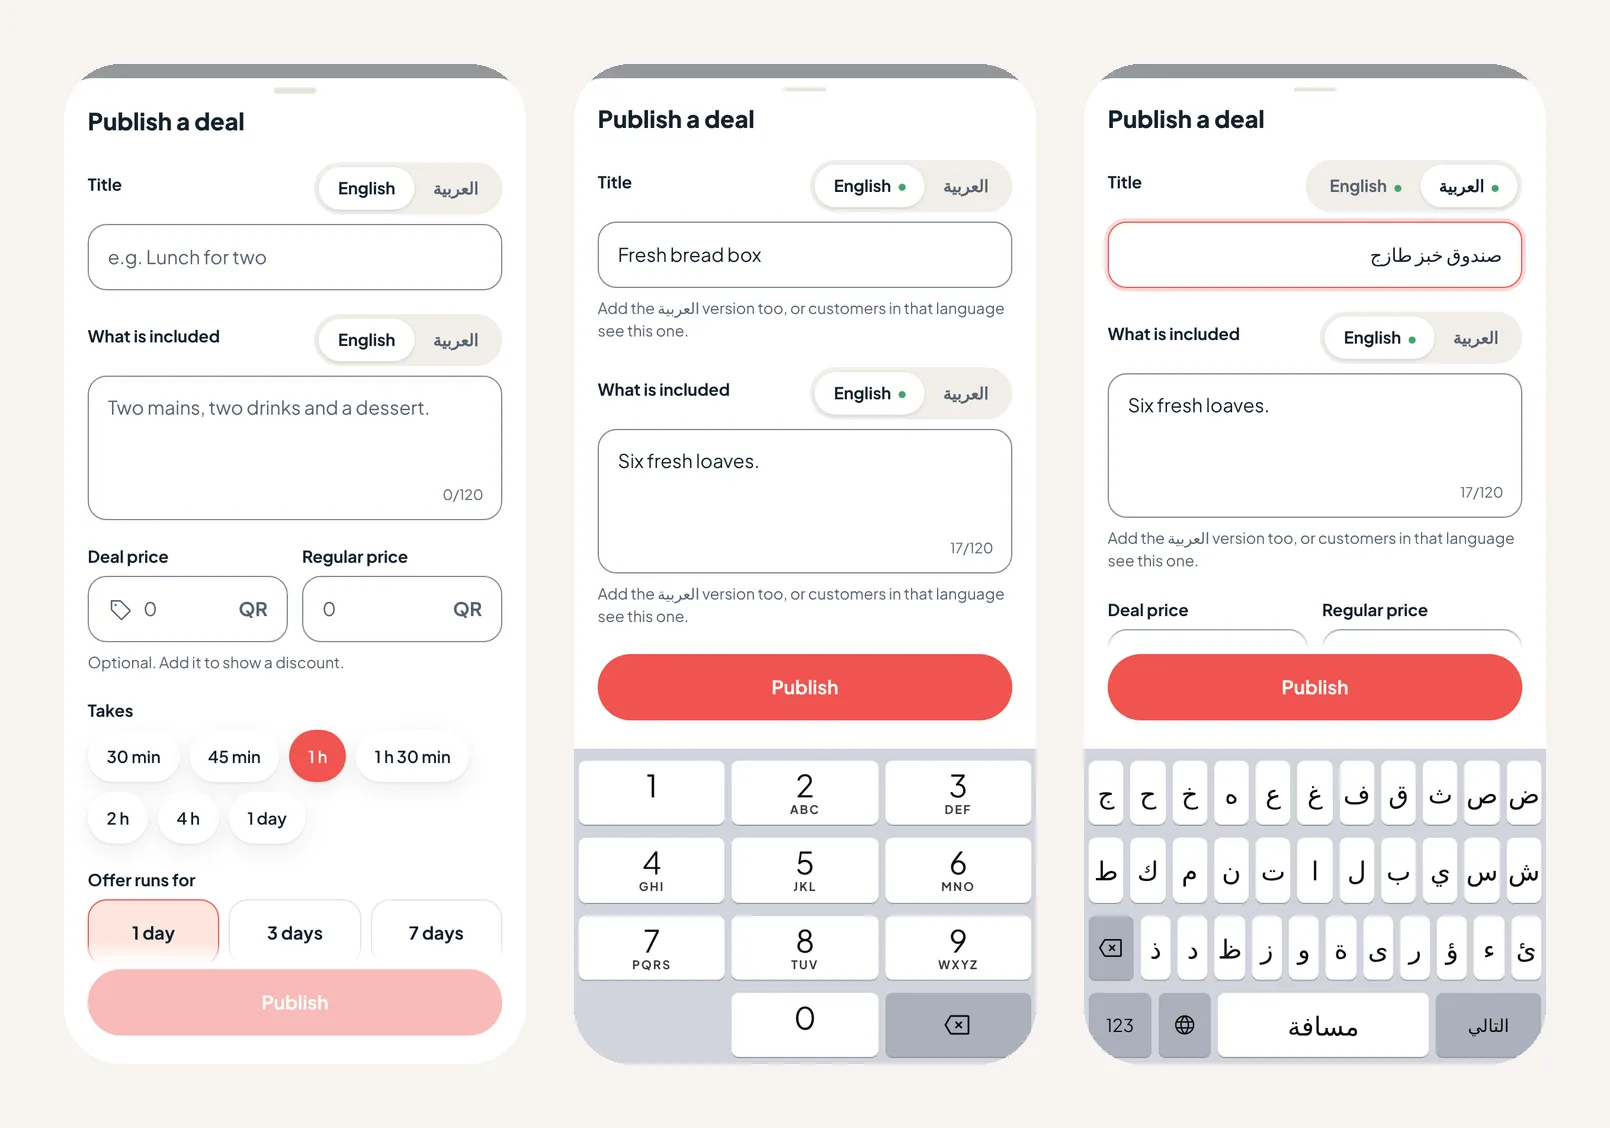 Publish a deal
Title
English العربية
e.g. Lunch for two
What is included
English العربية
Two mains, two drinks and a dessert.
0/120
Deal price Regular price
0 QR 0 QR
Optional. Add it to show a discount.
Takes
30 min 45 min 1 h 1 h 30 min
2 h 4 h 1 day
Offer runs for
1 day 3 days 7 days
Publish
Publish a deal
Title
English العربية
Fresh bread box
Add the العربية version too, or customers in that language
see this one.
What is included
English العربية
Six fresh loaves.
17/120
Add the العربية version too, or customers in that language
see this one.
Publish
1 2 3
ABC DEF
4 5 6
GHI JKL MNO
7 8 9
PQRS TUV WXYZ
0
Publish a deal
Title
English العربية
صندوق خبز طازج
What is included
English العربية
Six fresh loaves.
17/120
Add the العربية version too, or customers in that language
see this one.
Deal price Regular price
Publish
ض ص ث ق ف غ ع ه خ ح ج
ش س ي ب ل ا ت ن م ك ط
ئ ء ؤ ر ى ة و ز ظ د ذ
123 مسافة التالي